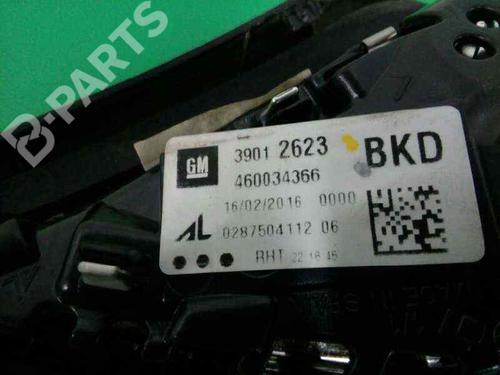 B-PARTS
GM 3901 2623 BKD
460034366
16/02/2016 0000
AL 0287504112 06
RHT 22:16:45